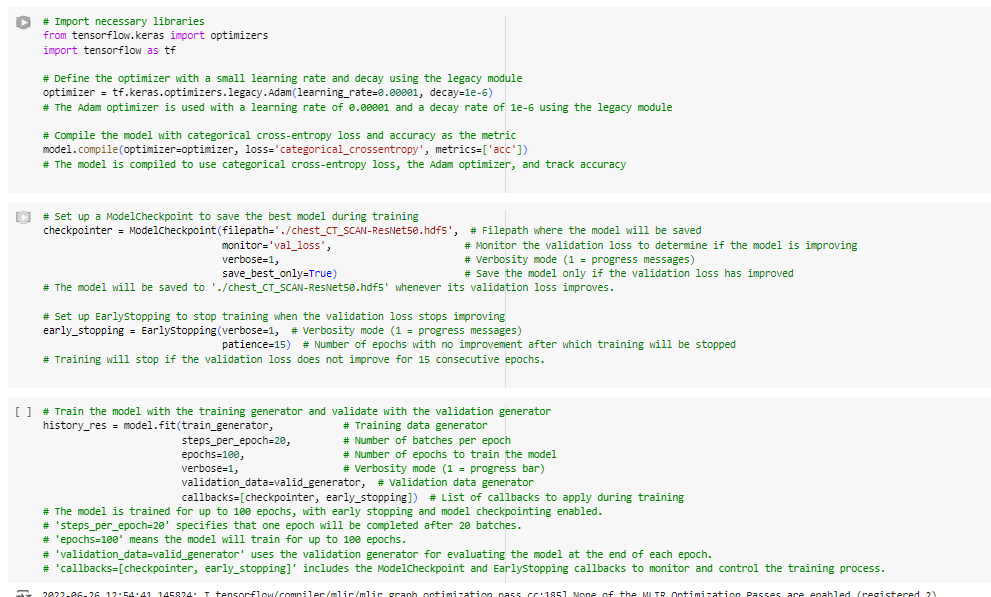 # Import necessary libraries
from tensorflow.keras import optimizers
import tensorflow as tf
# Define the optimizer with a small learning rate and decay using the legacy module
optimizer = tf.keras.optimizers.legacy.Adam(learning_rate=0.00001, decay=1e-6)
# The Adam optimizer is used with a learning rate of 0.00001 and a decay rate of 1e-6 using the legacy module
# Compile the model with categorical cross-entropy loss and accuracy as the metric
model.compile(optimizer=optimizer, loss='categorical_crossentropy', metrics=['acc'])
# The model is compiled to use categorical cross-entropy loss, the Adam optimizer, and track accuracy
# Set up a ModelCheckpoint to save the best model during training
checkpointer = ModelCheckpoint(filepath='./chest_CT_SCAN-ResNet50.hdf5', # Filepath where the model will be saved
monitor='val_loss', # Monitor the validation loss to determine if the model is improving
verbose=1, # Verbosity mode (1 = progress messages)
save_best_only=True) # Save the model only if the validation loss has improved
# The model will be saved to './chest_CT_SCAN-ResNet50.hdf5' whenever its validation loss improves.
# Set up EarlyStopping to stop training when the validation loss stops improving
early_stopping = EarlyStopping(verbose=1, # Verbosity mode (1 = progress messages)
patience=15) # Number of epochs with no improvement after which training will be stopped
# Training will stop if the validation loss does not improve for 15 consecutive epochs.
[ ] # Train the model with the training generator and validate with the validation generator
history_res = model.fit(train_generator, # Training data generator
steps_per_epoch=20, # Number of batches per epoch
epochs=100, # Number of epochs to train the model
verbose=1, # Verbosity mode (1 = progress bar)
validation_data=valid_generator, # Validation data generator
callbacks=[checkpointer, early_stopping]) # List of callbacks to apply during training
# The model is trained for up to 100 epochs, with early stopping and model checkpointing enabled.
# 'steps_per_epoch=20' specifies that one epoch will be completed after 20 batches.
# 'epochs=100' means the model will train for up to 100 epochs.
# 'validation_data=valid_generator' uses the validation generator for evaluating the model at the end of each epoch.
# 'callbacks=[checkpointer, early_stopping]' includes the ModelCheckpoint and EarlyStopping callbacks to monitor and control the training process.
2022-06-26 12:54:41.145824: I tensorflow/compiler/mlir/mlir_graph_optimization_pass.cc:185] None of the MLIR Optimization Passes are enabled (registered 2)